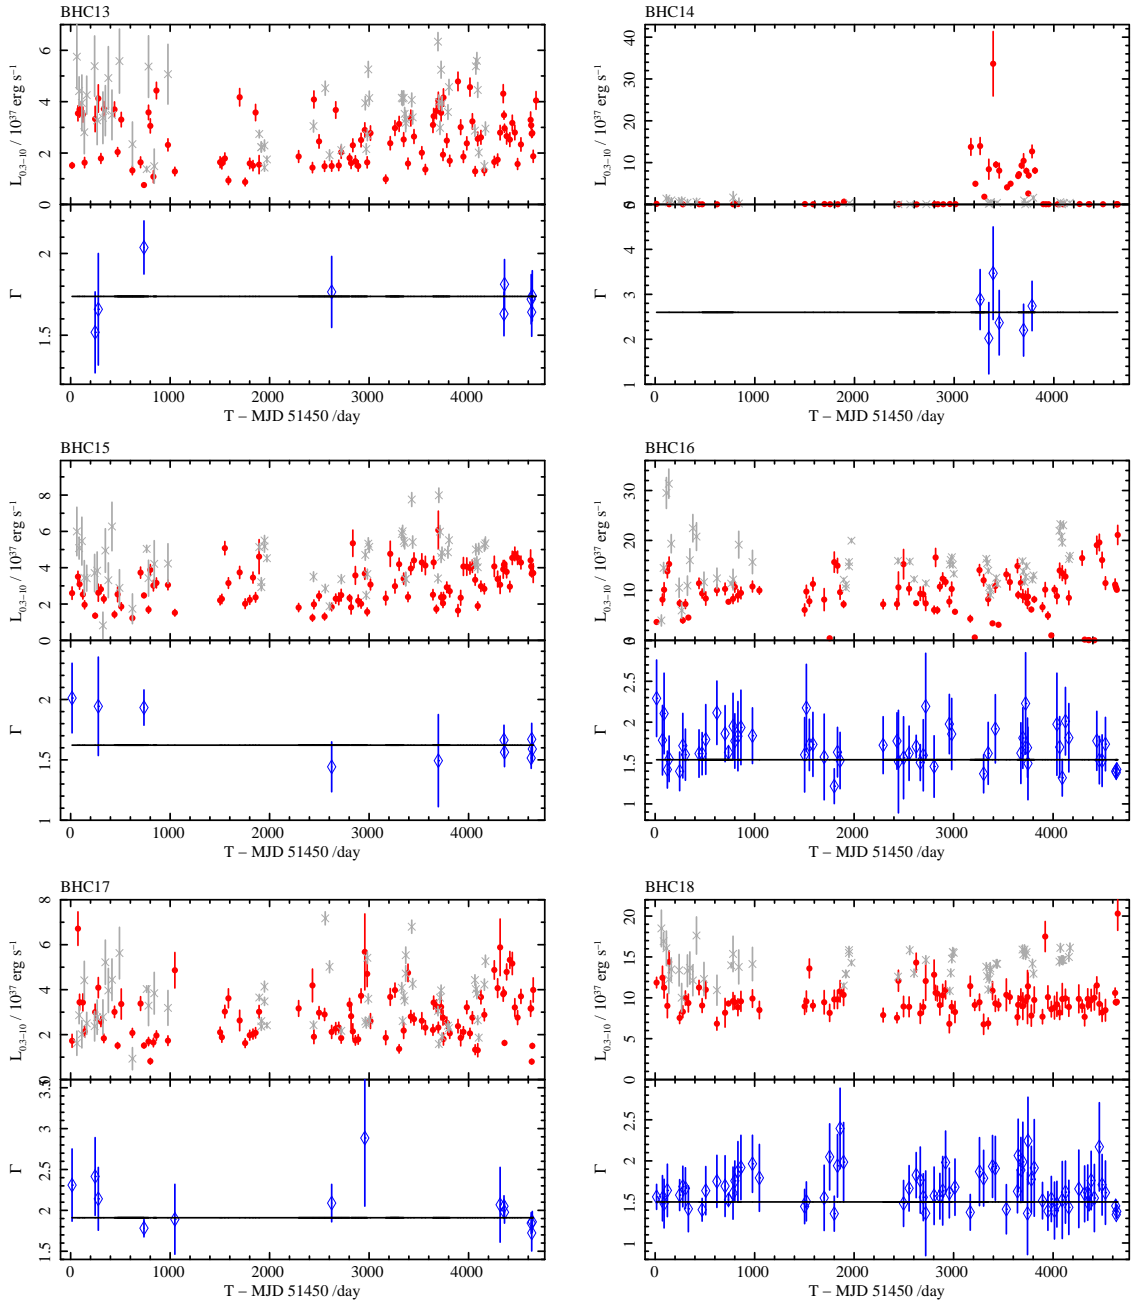 BHC13
L0.3−10 / 10^37 erg s^−1
0 2 4 6
Γ
1.5 2
0 1000 2000 3000 4000
T − MJD 51450 /day
BHC14
L0.3−10 / 10^37 erg s^−1
0 10 20 30 40
Γ
1 2 3 4 5
0 1000 2000 3000 4000
T − MJD 51450 /day
BHC15
L0.3−10 / 10^37 erg s^−1
0 2 4 6 8
Γ
1 1.5 2
0 1000 2000 3000 4000
T − MJD 51450 /day
BHC16
L0.3−10 / 10^37 erg s^−1
10 20 30
Γ
1 1.5 2 2.5
0 1000 2000 3000 4000
T − MJD 51450 /day
BHC17
L0.3−10 / 10^37 erg s^−1
0 2 4 6 8
Γ
1.5 2 2.5 3 3.5
0 1000 2000 3000 4000
T − MJD 51450 /day
BHC18
L0.3−10 / 10^37 erg s^−1
0 5 10 15 20
Γ
1 1.5 2 2.5
0 1000 2000 3000 4000
T − MJD 51450 /day